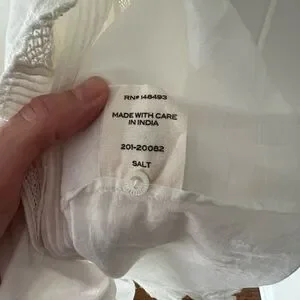 RN# 148493
MADE WITH CARE
IN INDIA
201-20082
SALT